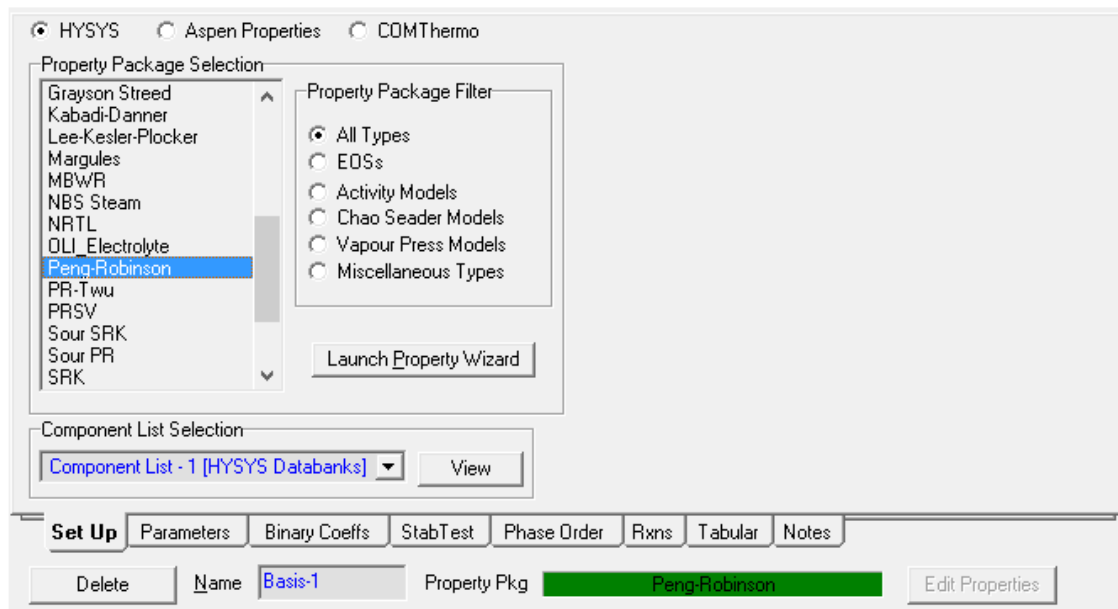 HYSYS Aspen Properties COMThermo
Property Package Selection
Grayson Streed
Kabadi-Danner
Lee-Kesler-Plocker
Margules
MBWR
NBS Steam
NRTL
OLI_Electrolyte
Peng-Robinson
PR-Twu
PRSV
Sour SRK
Sour PR
SRK
Property Package Filter
All Types
EOSs
Activity Models
Chao Seader Models
Vapour Press Models
Miscellaneous Types
Launch Property Wizard
Component List Selection
Component List - 1 [HYSYS Databanks] View
Set Up Parameters Binary Coeffs StabTest Phase Order Rxns Tabular Notes
Delete Name Basis-1 Property Pkg Peng-Robinson Edit Properties